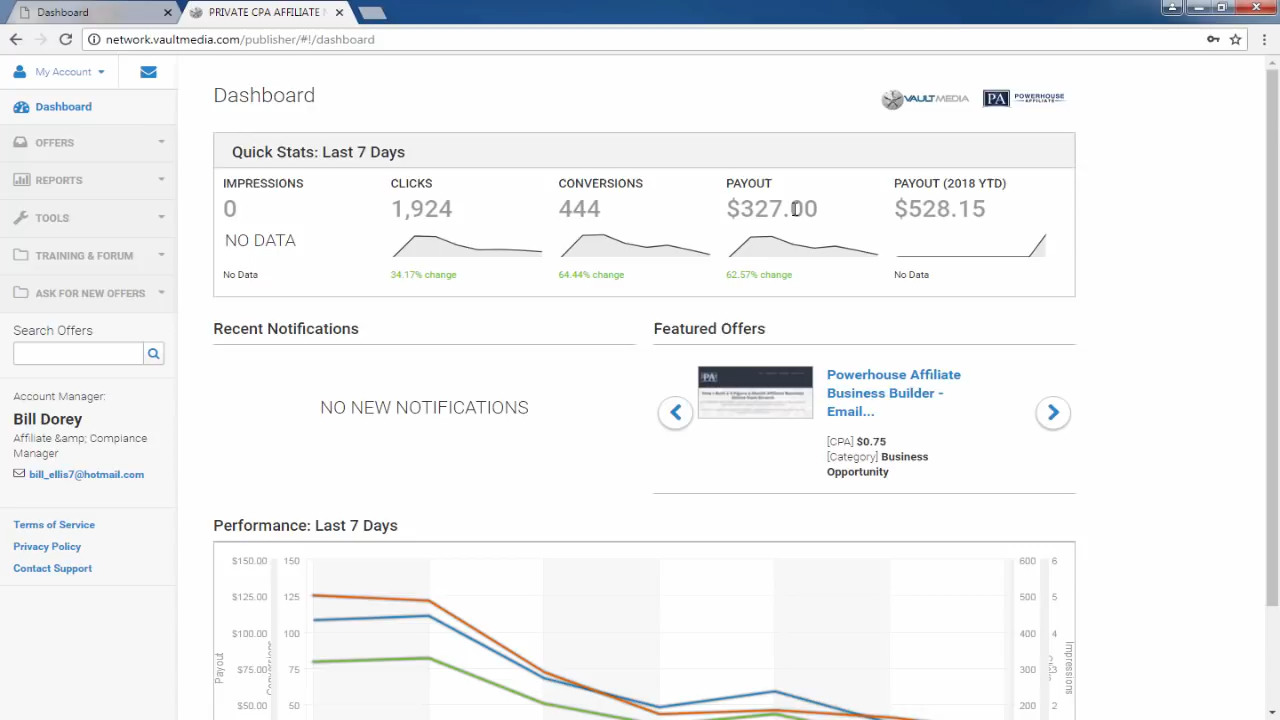 Dashboard
PRIVATE CPA AFFILIATE
network.vaultmedia.com/publisher/#!/dashboard
My Account
Dashboard
OFFERS
REPORTS
TOOLS
TRAINING & FORUM
ASK FOR NEW OFFERS
Search Offers
Account Manager:
Bill Dorey
Affiliate &amp; Compliance
Manager
bill_ellis7@hotmail.com
Terms of Service
Privacy Policy
Contact Support
Dashboard
VAULTMEDIA
PA POWERHOUSE
AFFILIATE
Quick Stats: Last 7 Days
IMPRESSIONS CLICKS CONVERSIONS PAYOUT PAYOUT (2018 YTD)
0 1,924 444 $327.00 $528.15
NO DATA
No Data 34.17% change 64.44% change 62.57% change No Data
Recent Notifications
NO NEW NOTIFICATIONS
Featured Offers
PA
Powerhouse Affiliate
Business Builder -
Email...
[CPA] $0.75
[Category] Business
Opportunity
Performance: Last 7 Days
$150.00 150 600 6
$125.00 125 500 5
$100.00 100 400 4
$75.00 75 300 3
$50.00 50 200 2
Payout
Conversions
Impressions